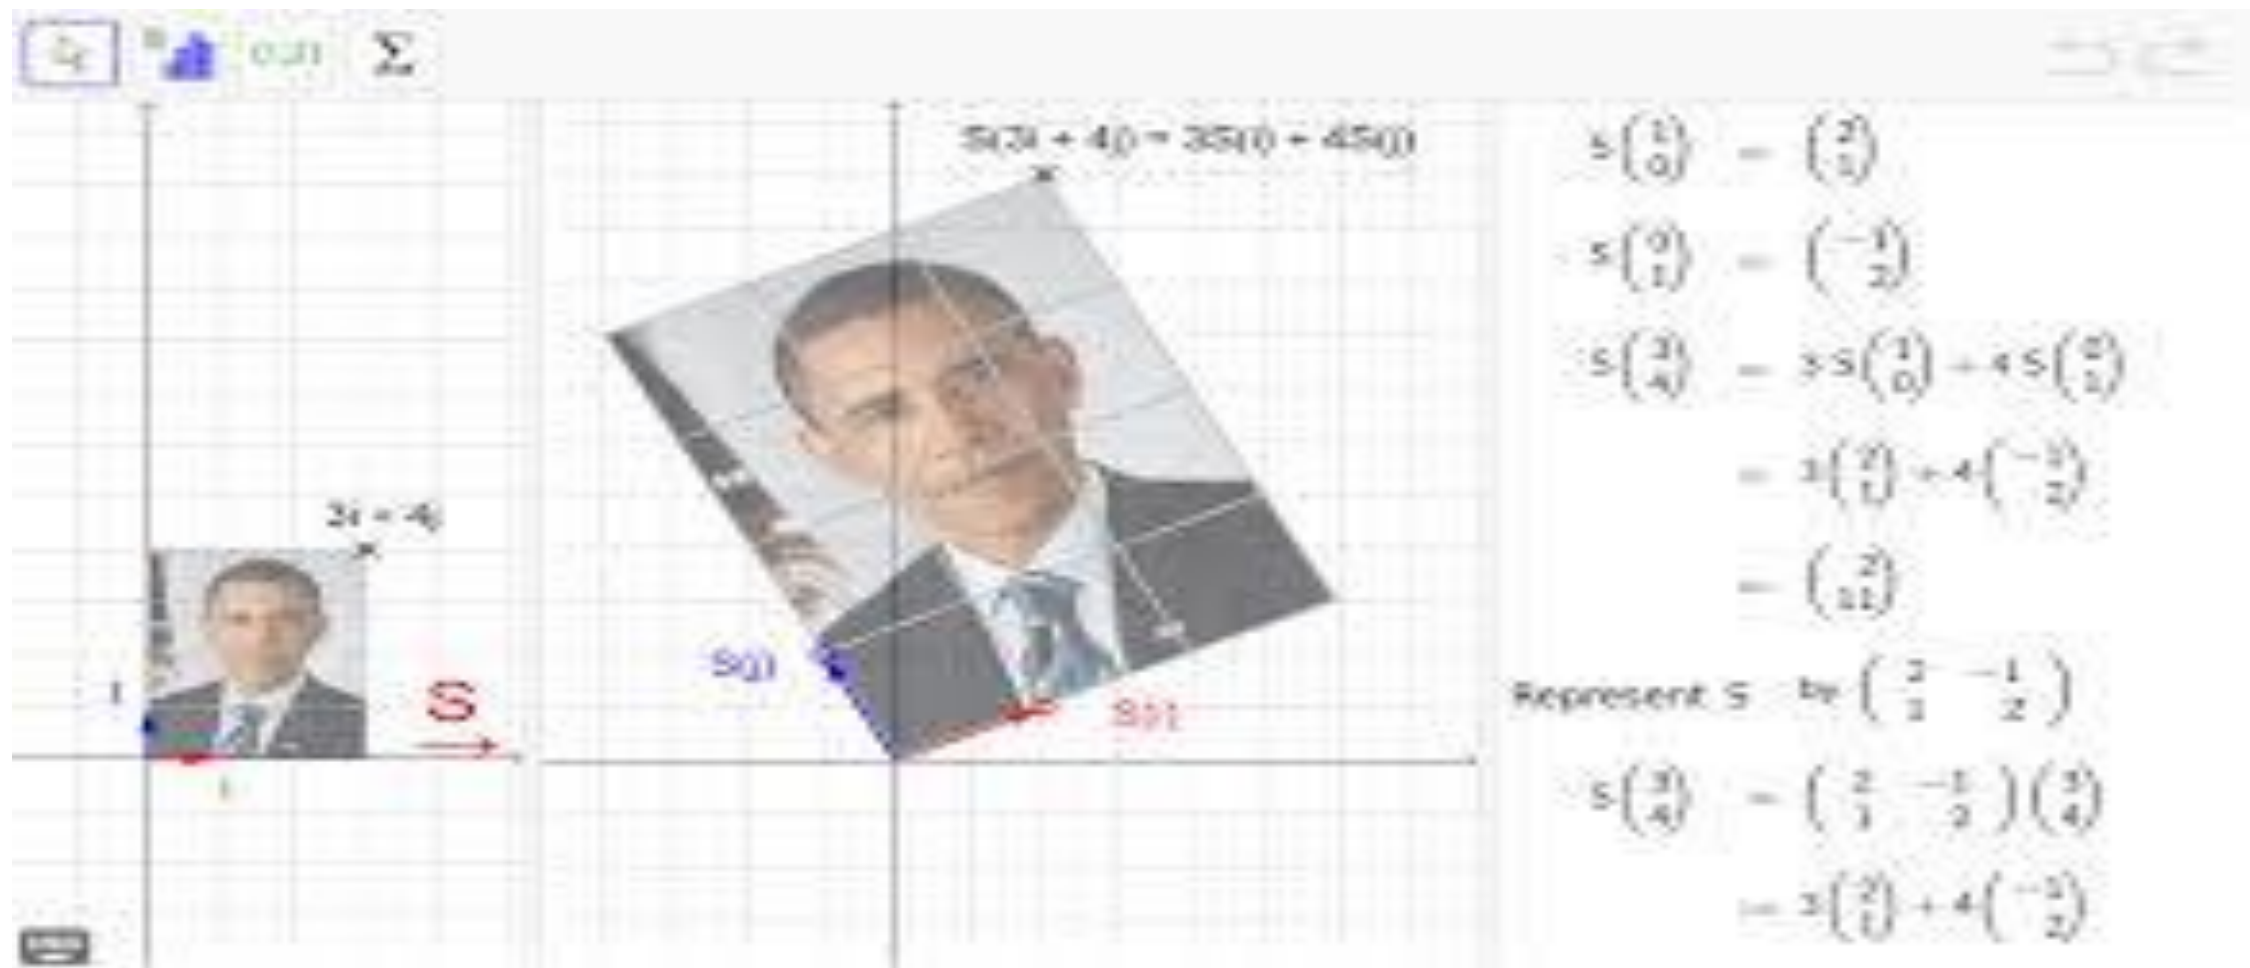 Σ
S(3i + 4j) = 3S(i) + 4S(j)
3i + 4j
S
S(j)
S(i)
i
S(1 0) = (2 1)
S(0 1) = (-1 2)
S(3 4) = 3 S(1 0) + 4 S(0 1)
= 3(2 1) + 4(-1 2)
= (2 11)
Represent S by (2 -1 1 2)
S(3 4) = (2 -1 1 2)(3 4)
= 3(2 1) + 4(-1 2)